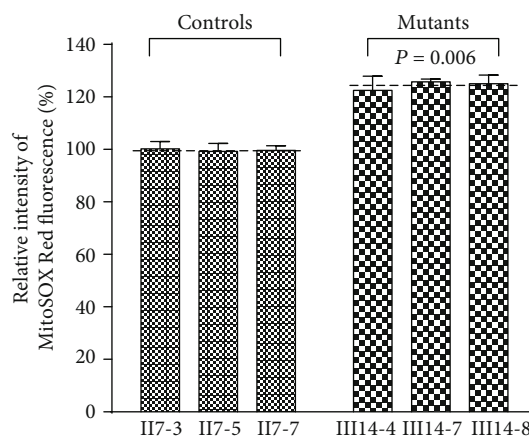 Controls
Mutants
P = 0.006
Relative intensity of
MitoSOX Red fluorescence (%)
140
120
100
80
60
40
20
0
II7-3 II7-5 II7-7 III14-4 III14-7 III14-8